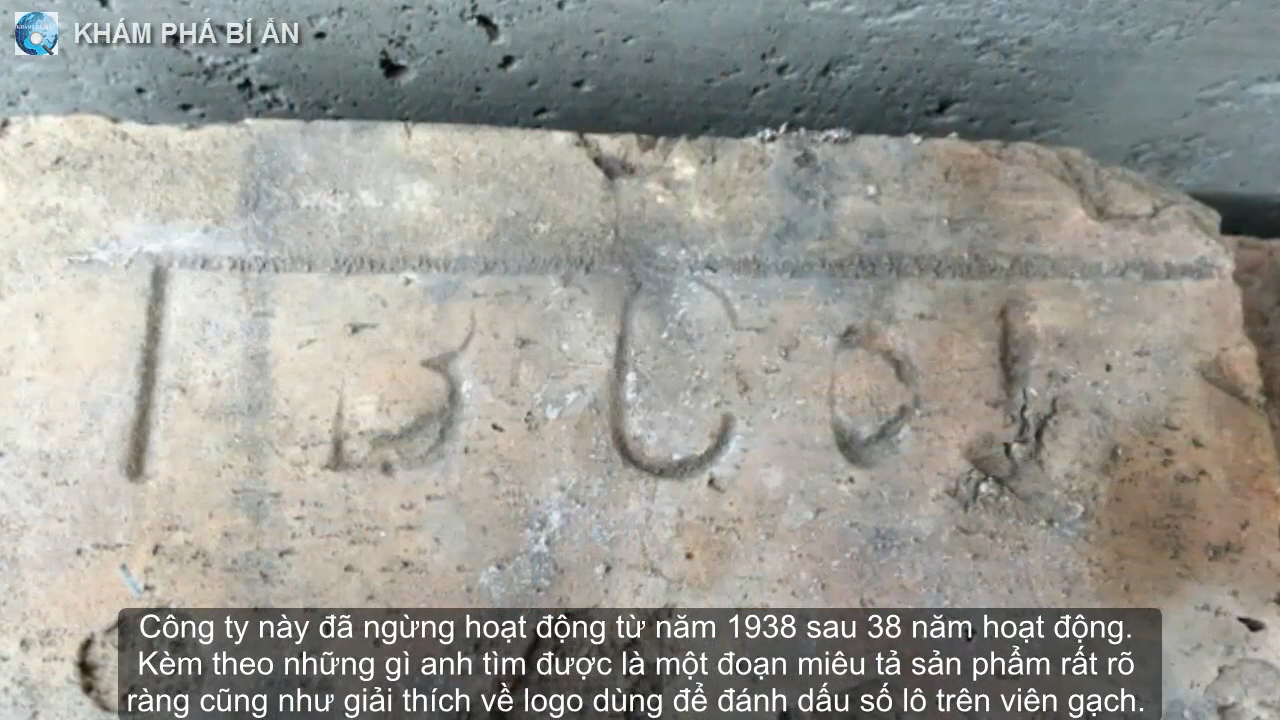 KHÁM PHÁ BÍ ẨN
Công ty này đã ngừng hoạt động từ năm 1938 sau 38 năm hoạt động.
Kèm theo những gì anh tìm được là một đoạn miêu tả sản phẩm rất rõ
ràng cũng như giải thích về logo dùng để đánh dấu số lô trên viên gạch.